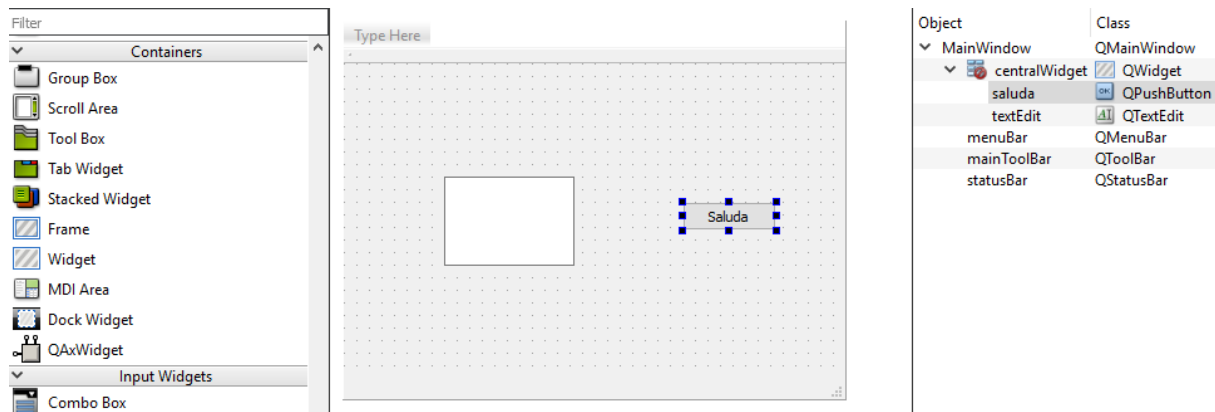 Filter
Containers
Group Box
Scroll Area
Tool Box
Tab Widget
Stacked Widget
Frame
Widget
MDI Area
Dock Widget
QAxWidget
Input Widgets
Combo Box
Type Here
Saluda
Object Class
MainWindow QMainWindow
centralWidget QWidget
saluda OK QPushButton
textEdit AI QTextEdit
menuBar QMenuBar
mainToolBar QToolBar
statusBar QStatusBar